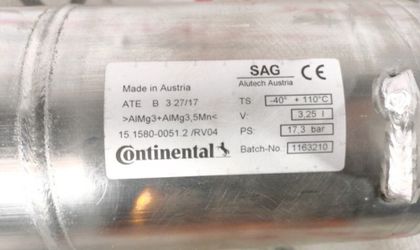 SAG CE
Alutech Austria
Made in Austria
ATE B 3 27/17
>AlMg3+AlMg3,5Mn<
15 1580-0051.2 /RV04
Continental
TS -40° +110°C
V: 3,25 l
PS: 17,3 bar
Batch-No.: 1163210